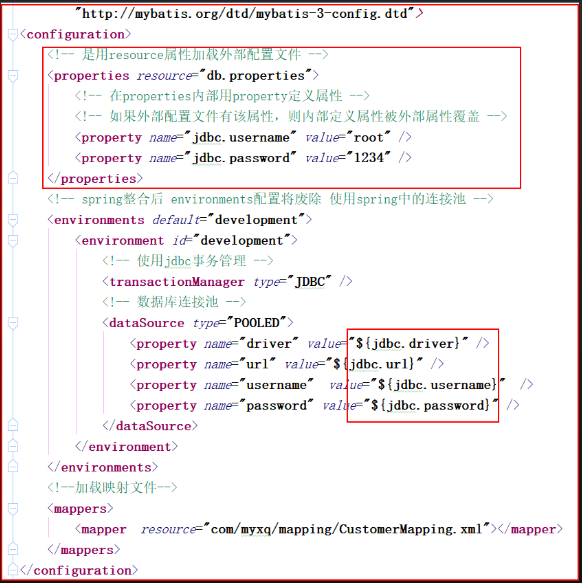 "http://mybatis.org/dtd/mybatis-3-config.dtd">
<configuration>
<!-- 是用resource属性加载外部配置文件 -->
<properties resource="db.properties">
<!-- 在properties内部用property定义属性 -->
<!-- 如果外部配置文件有该属性，则内部定义属性被外部属性覆盖 -->
<property name="jdbc.username" value="root" />
<property name="jdbc.password" value="1234" />
</properties>
<!-- spring整合后 environments配置将废除 使用spring中的连接池 -->
<environments default="development">
<environment id="development">
<!-- 使用jdbc事务管理 -->
<transactionManager type="JDBC" />
<!-- 数据库连接池 -->
<dataSource type="POOLED">
<property name="driver" value="${jdbc.driver}" />
<property name="url" value="${jdbc.url}" />
<property name="username" value="${jdbc.username}" />
<property name="password" value="${jdbc.password}" />
</dataSource>
</environment>
</environments>
<!--加载映射文件-->
<mappers>
<mapper resource="com/myxq/mapping/CustomerMapping.xml"></mapper>
</mappers>
</configuration>